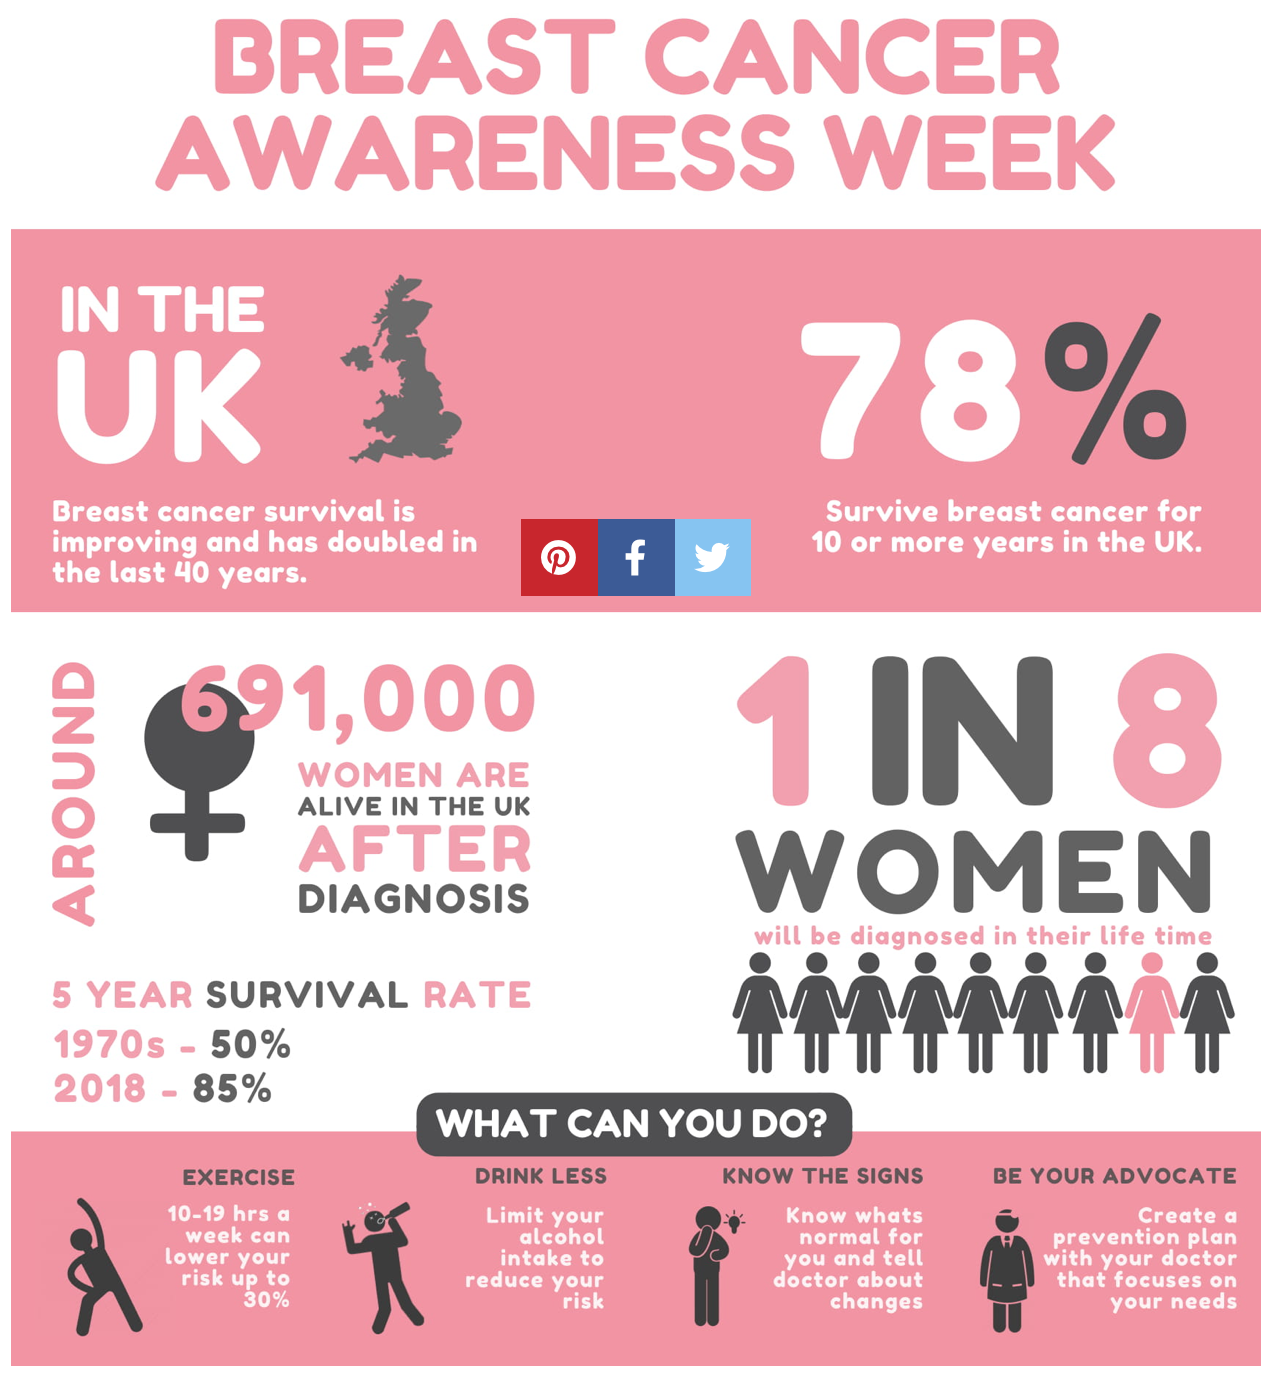 BREAST CANCER
AWARENESS WEEK
IN THE
UK
Breast cancer survival is
improving and has doubled in
the last 40 years.
78%
Survive breast cancer for
10 or more years in the UK.
AROUND
691,000
WOMEN ARE
ALIVE IN THE UK
AFTER
DIAGNOSIS
5 YEAR SURVIVAL RATE
1970s - 50%
2018 - 85%
1 IN 8
WOMEN
will be diagnosed in their life time
WHAT CAN YOU DO?
EXERCISE
10-19 hrs a
week can
lower your
risk up to
30%
DRINK LESS
Limit your
alcohol
intake to
reduce your
risk
KNOW THE SIGNS
Know whats
normal for
you and tell
doctor about
changes
BE YOUR ADVOCATE
Create a
prevention plan
with your doctor
that focuses on
your needs